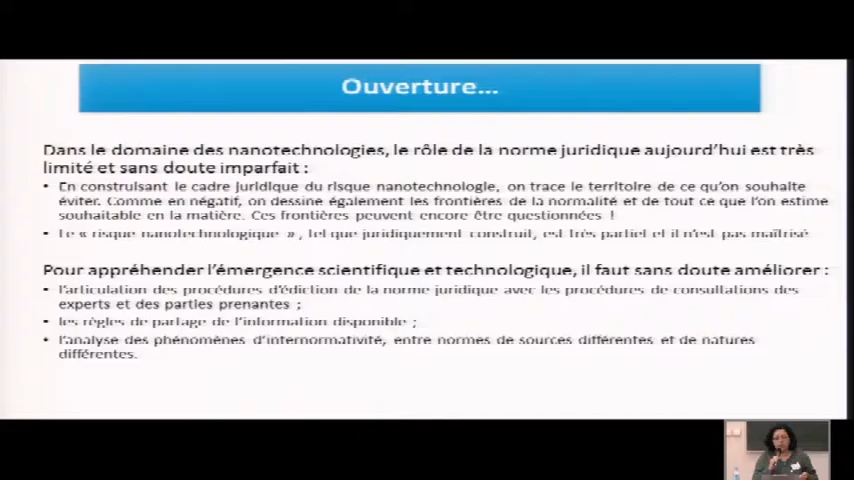 Ouverture...
Dans le domaine des nanotechnologies, le rôle de la norme juridique aujourd'hui est très
limité et sans doute imparfait :
• En construisant le cadre juridique du risque nanotechnologie, on trace le territoire de ce qu'on souhaite
éviter. Comme en négatif, on dessine également les frontières de la normalité et de tout ce que l'on estime
souhaitable en la matière. Ces frontières peuvent encore être questionnées !
• Le « risque nanotechnologique », tel que juridiquement construit, est très partiel et il n'est pas maîtrisé
Pour appréhender l'émergence scientifique et technologique, il faut sans doute améliorer :
• l'articulation des procédures d'édiction de la norme juridique avec les procédures de consultations des
experts et des parties prenantes ;
• les règles de partage de l'information disponible ;
• l'analyse des phénomènes d'internormativité, entre normes de sources différentes et de natures
différentes.